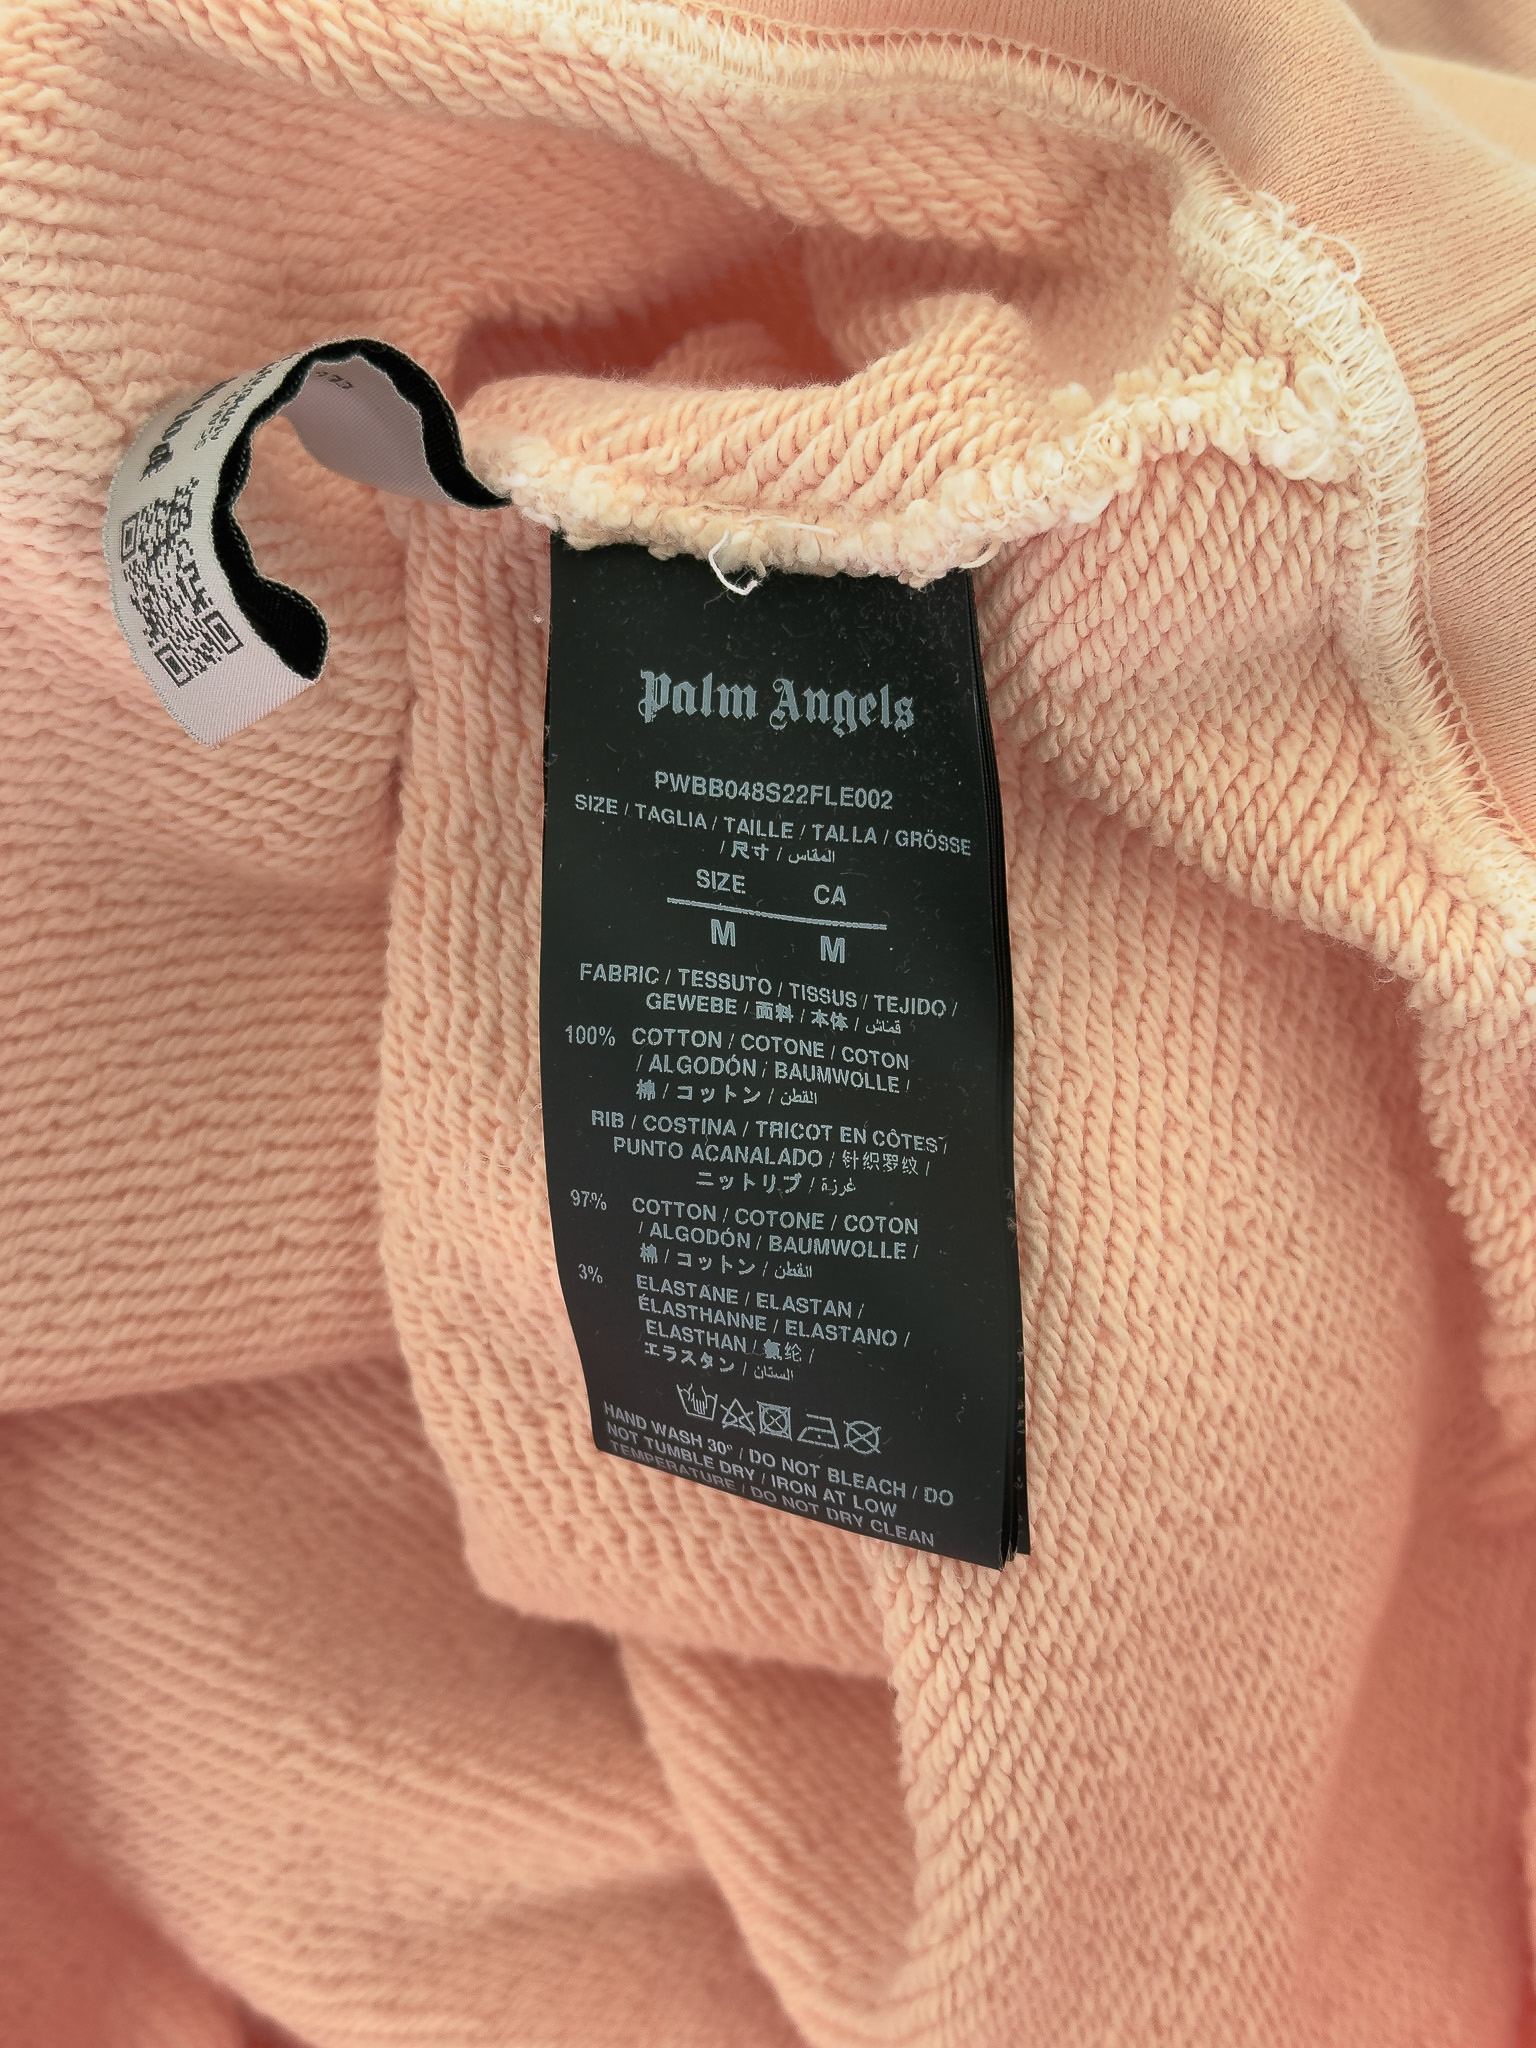 Palm Angels
PWBB048S22FLE002
SIZE / TAGLIA / TAILLE / TALLA / GRÖSSE
/ 尺寸 / المقاس
SIZE CA
M M
FABRIC / TESSUTO / TISSUS / TEJIDO /
GEWEBE / 面料 / 本体 / قماش
100% COTTON / COTONE / COTON
/ ALGODÓN / BAUMWOLLE /
棉 / コットン / القطن
RIB / COSTINA / TRICOT EN CÔTES /
PUNTO ACANALADO / 针织罗纹 /
ニットリブ / غرزة
97% COTTON / COTONE / COTON
/ ALGODÓN / BAUMWOLLE /
棉 / コットン / القطن
3% ELASTANE / ELASTAN /
ÉLASTHANNE / ELASTANO /
ELASTHAN / 氨纶 /
エラスタン / الستان
HAND WASH 30° / DO NOT BLEACH / DO
NOT TUMBLE DRY / IRON AT LOW
TEMPERATURE / DO NOT DRY CLEAN